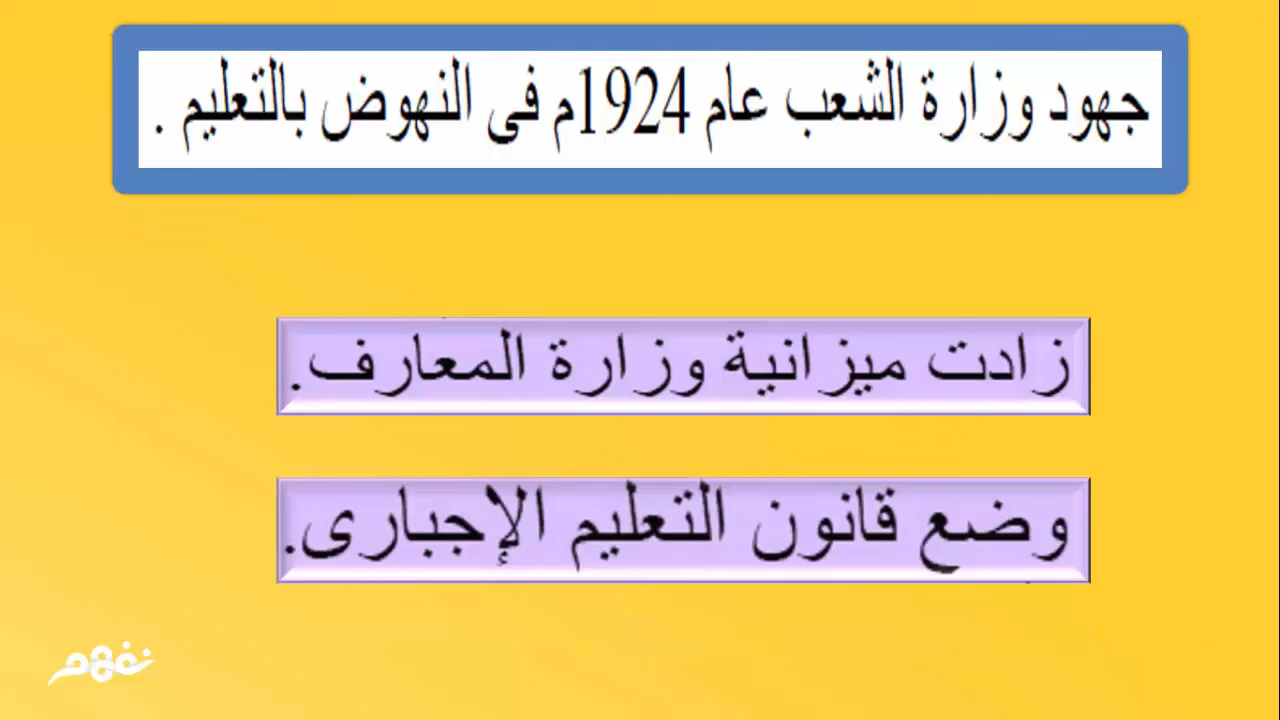 جهود وزارة الشعب عام 1924م فى النهوض بالتعليم .
زادت ميزانية وزارة المعارف.
وضع قانون التعليم الإجبارى.
نفهم